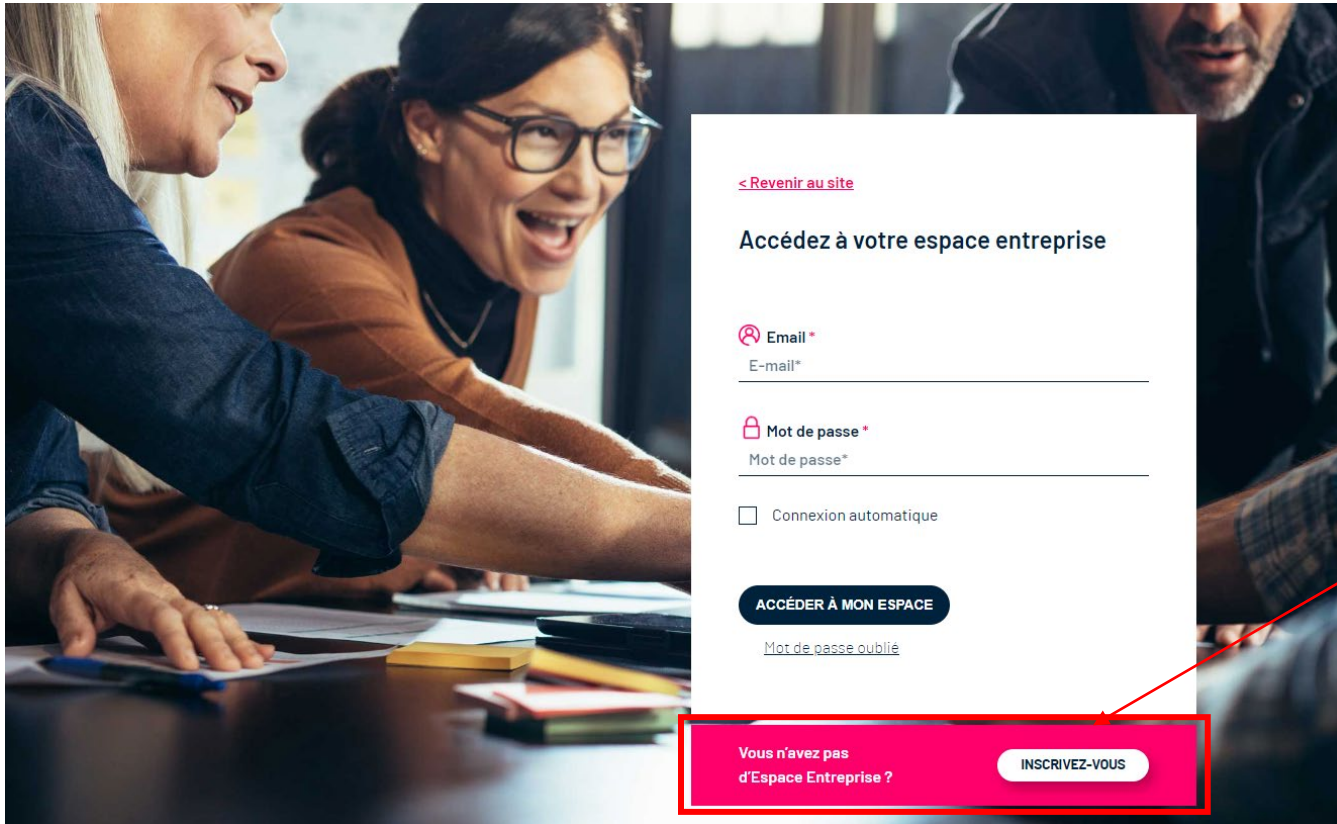 < Revenir au site
Accédez à votre espace entreprise
Email *
E-mail*
Mot de passe *
Mot de passe*
Connexion automatique
ACCÉDER À MON ESPACE
Mot de passe oublié
Vous n'avez pas
d'Espace Entreprise ?
INSCRIVEZ-VOUS